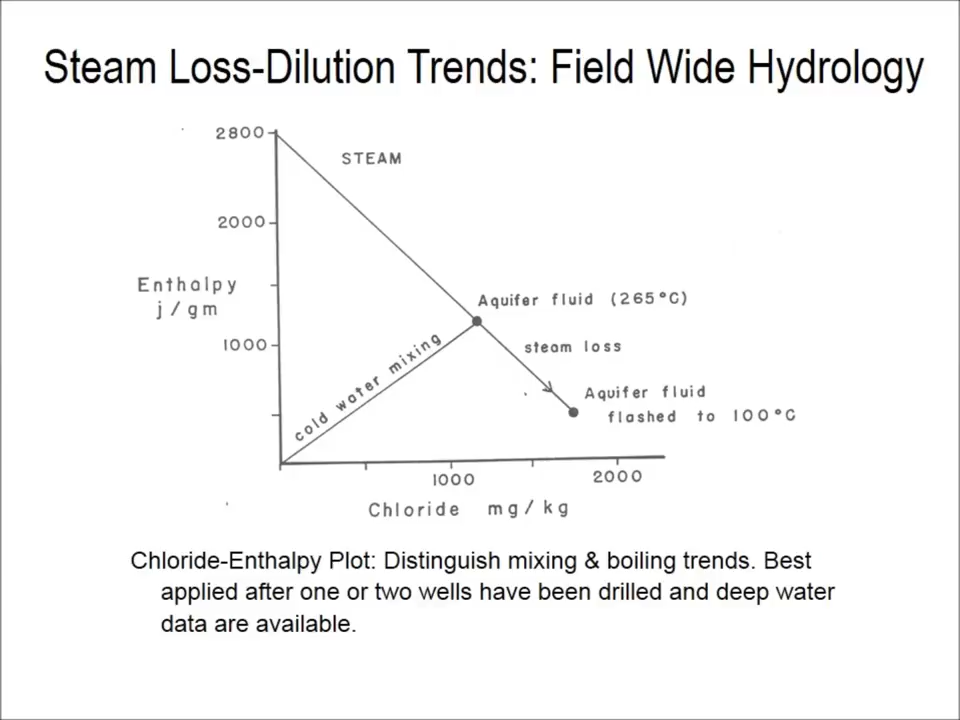 Steam Loss-Dilution Trends: Field Wide Hydrology
2800
STEAM
2000
Enthalpy
j/gm
Aquifer fluid (265°C)
1000
steam loss
cold water mixing
Aquifer fluid
flashed to 100°C
1000
2000
Chloride mg/kg
Chloride-Enthalpy Plot: Distinguish mixing & boiling trends. Best
applied after one or two wells have been drilled and deep water
data are available.